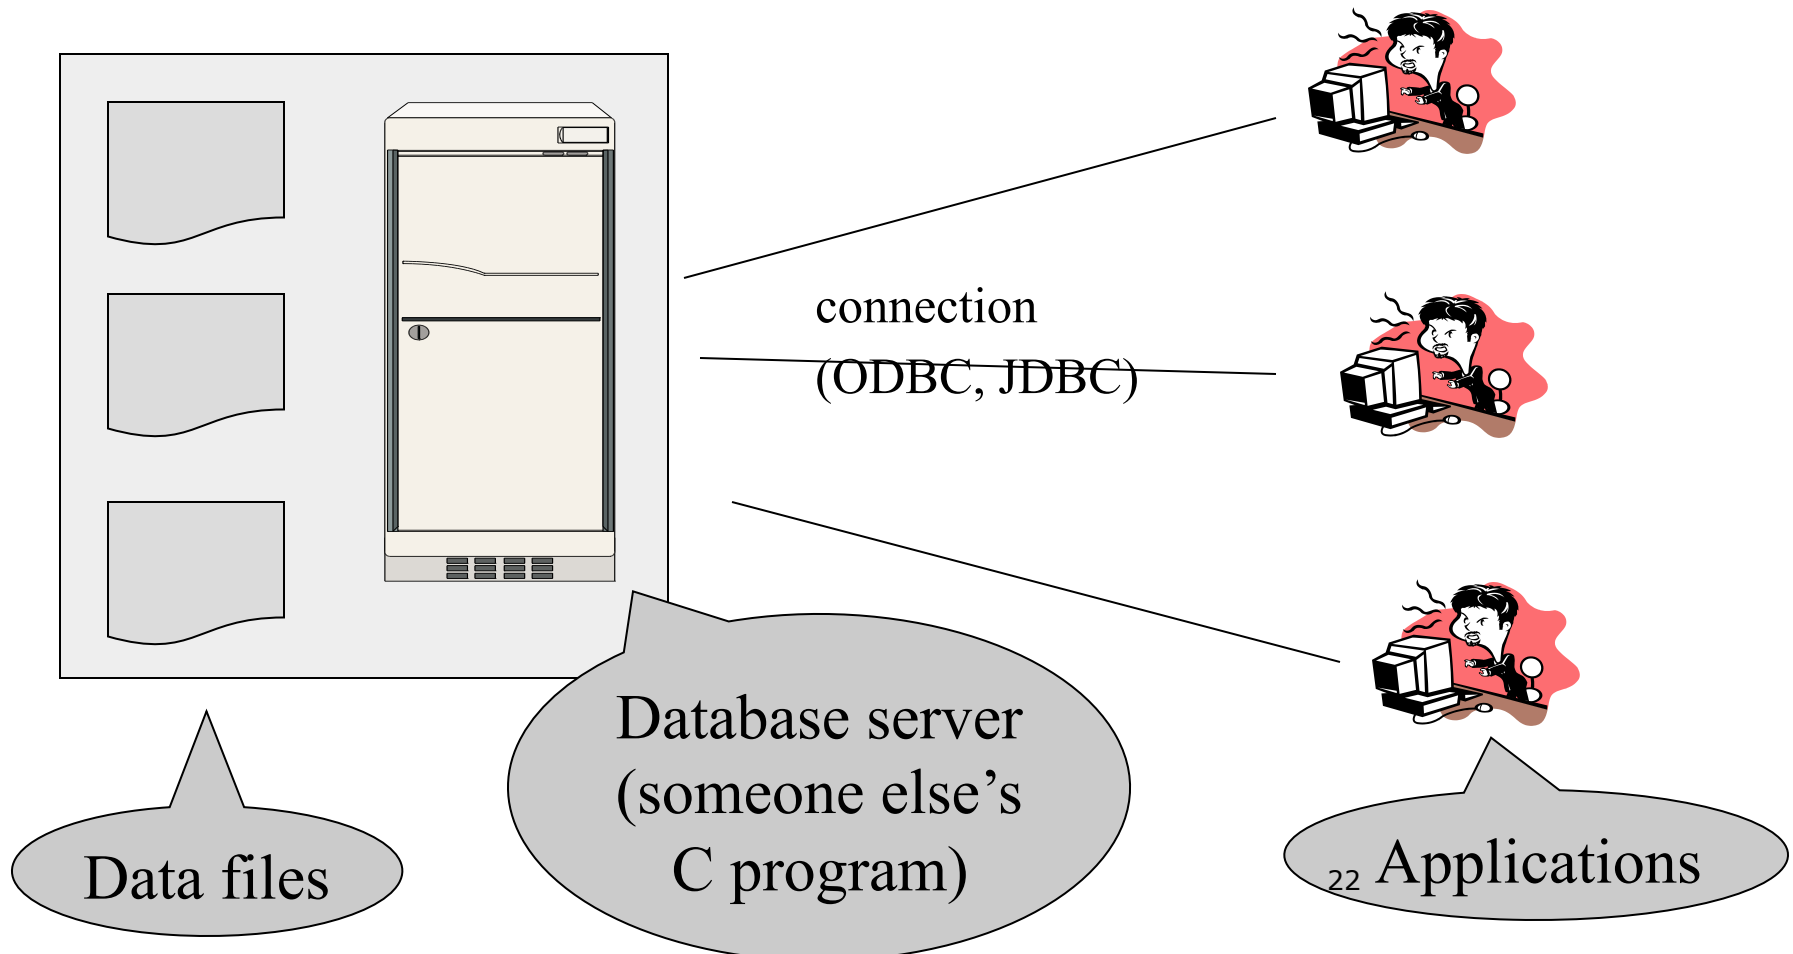 connection
(ODBC, JDBC)
Database server
(someone else’s
C program)
Data files
22
Applications